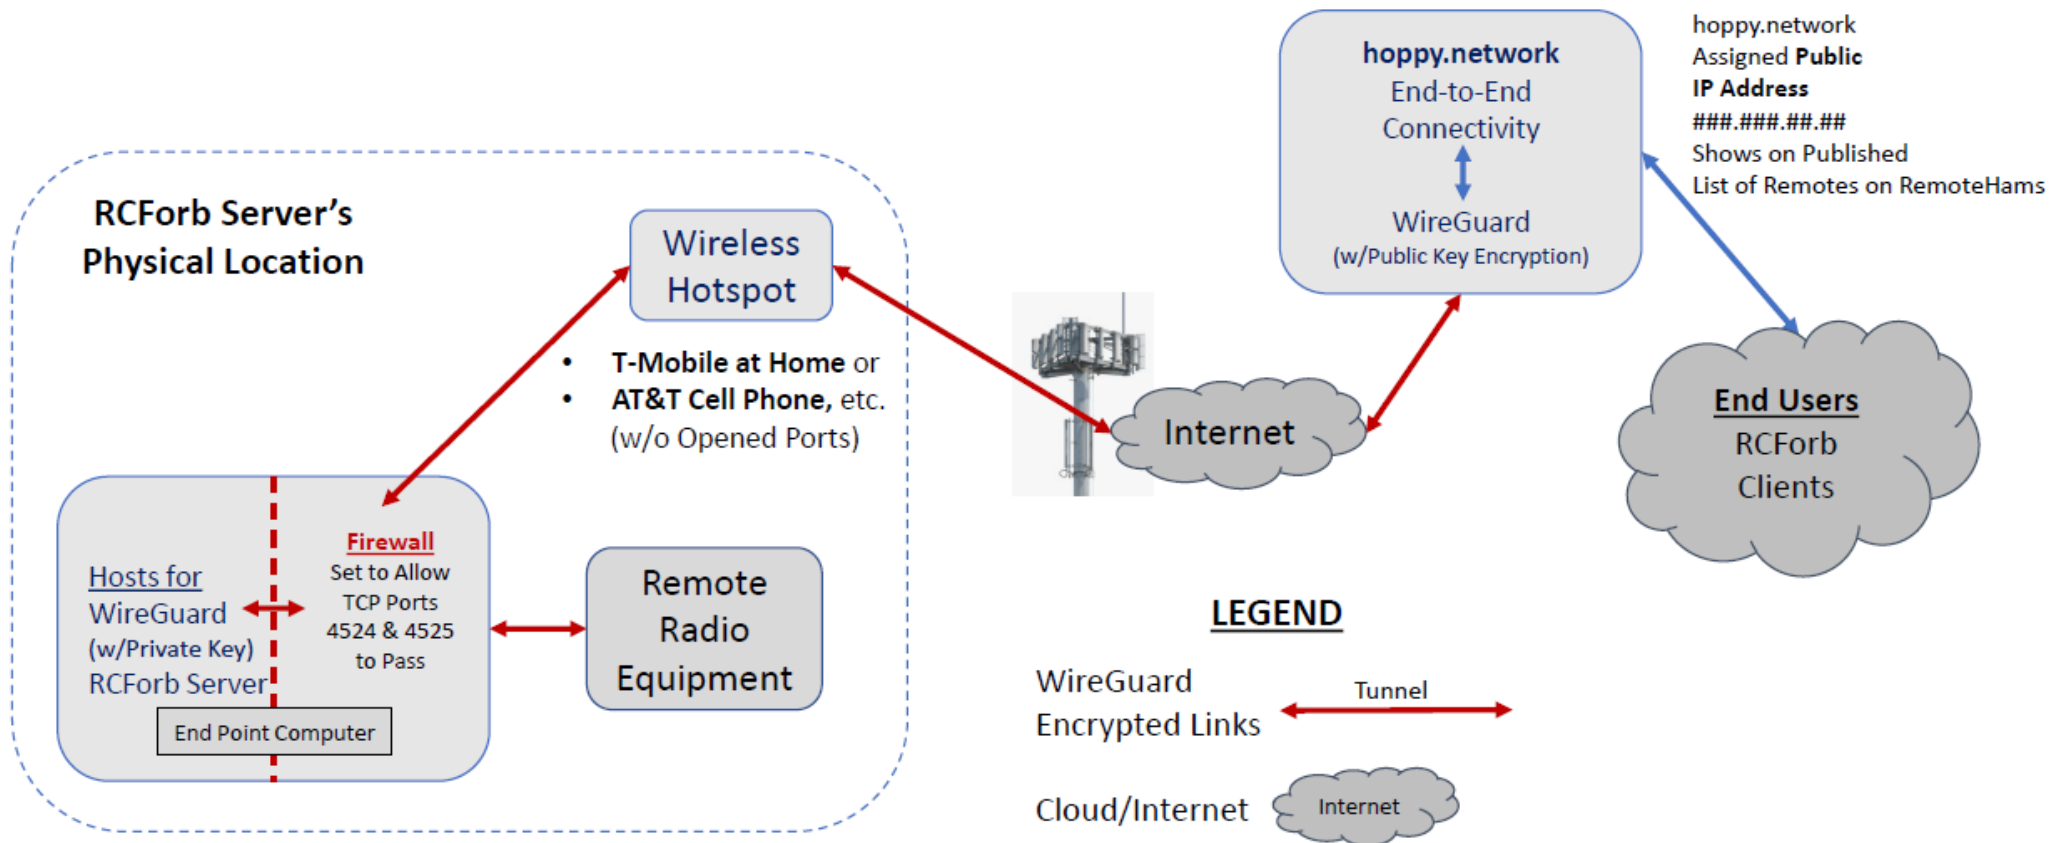 RCForb Server’s
Physical Location
Wireless
Hotspot
• T-Mobile at Home or
• AT&T Cell Phone, etc.
(w/o Opened Ports)
Hosts for
WireGuard
(w/Private Key)
RCForb Server
Firewall
Set to Allow
TCP Ports
4524 & 4525
to Pass
End Point Computer
Remote
Radio
Equipment
Internet
hoppy.network
End-to-End
Connectivity
WireGuard
(w/Public Key Encryption)
hoppy.network
Assigned Public
IP Address
###.###.##.##
Shows on Published
List of Remotes on RemoteHams
End Users
RCForb
Clients
LEGEND
WireGuard
Encrypted Links
Tunnel
Cloud/Internet
Internet